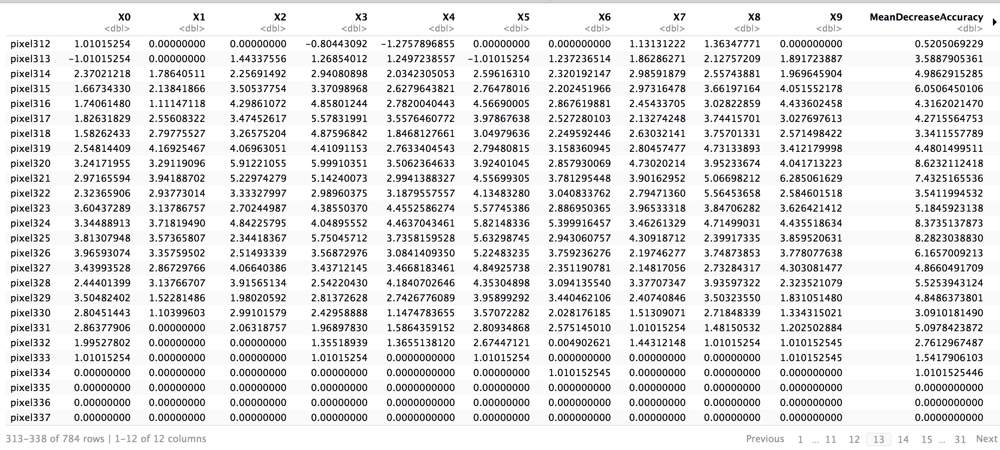 X0 X1 X2 X3 X4 X5 X6 X7 X8 X9 MeanDecreaseAccuracy
<dbl> <dbl> <dbl> <dbl> <dbl> <dbl> <dbl> <dbl> <dbl> <dbl> <dbl>
pixel312 1.01015254 0.00000000 0.00000000 −0.80443092 −1.2757896855 0.00000000 0.000000000 1.13131222 1.36347771 0.000000000 0.5205069229
pixel313 −1.01015254 0.00000000 1.44337556 1.26854012 1.2497238557 −1.01015254 1.237236514 1.86286271 2.12757209 1.891723887 3.5887905361
pixel314 2.37021218 1.78640511 2.25691492 2.94080898 2.0342305053 2.59616310 2.320192147 2.98591879 2.55743881 1.969645904 4.9862915285
pixel315 1.66734330 2.13841866 3.50537754 3.37098968 2.6279643821 2.76478016 2.202451966 2.97316478 3.66197164 4.051552178 6.0506450106
pixel316 1.74061480 1.11147118 4.29861072 4.85801244 2.7820040443 4.56690005 2.867619881 2.45433705 3.02822859 4.433602458 4.3162021470
pixel317 1.82631829 2.55608322 3.47452617 5.57831991 3.5576460772 3.97867638 2.527280103 2.13274248 3.74415701 3.027697613 4.2715564753
pixel318 1.58262433 2.79775527 3.26575204 4.87596842 1.8468127661 3.04979636 2.249592446 2.63032141 3.75701331 2.571498422 3.3411557789
pixel319 2.54814409 4.16925467 4.06963051 4.41091153 2.7633404543 2.79480815 3.158360945 2.80457477 4.73133893 3.412179998 4.4801499511
pixel320 3.24171955 3.29119096 5.91221055 5.99910351 3.5062364633 3.92401045 2.857930069 4.73020214 3.95233674 4.041713223 8.6232112418
pixel321 2.97165594 3.94188702 5.22974279 5.14240073 2.9941388327 4.55699305 3.781295448 3.90162952 5.06698212 6.285061629 7.4325165536
pixel322 2.32365906 2.93773014 3.33327997 2.98960375 3.1879557557 4.13483280 3.040833762 2.79471360 5.56453658 2.584601518 3.5411994532
pixel323 3.60437289 3.13786757 2.70244987 4.38550370 4.4552586274 5.57745386 2.886950365 3.96533318 3.84706282 3.626421412 5.1845923138
pixel324 3.34488913 3.71819490 4.84225795 4.04895552 4.4637043461 5.82148336 5.399916457 3.46261329 4.71499031 4.435518634 8.3735137873
pixel325 3.81307948 3.57365807 2.34418367 5.75045712 3.7358159528 5.63298745 2.943060757 4.30918712 2.39917335 3.859520631 8.2823038830
pixel326 3.96593074 3.35759502 2.51493339 3.56872976 3.0841409350 5.22483235 3.759236276 2.19746277 3.74873853 3.778077638 6.1657009213
pixel327 3.43993528 2.86729766 4.06640386 3.43712145 3.4668183461 4.84925738 2.351190781 2.14817056 2.73284317 4.303081477 4.8660491709
pixel328 2.44401399 3.13766707 3.91565134 2.54220430 4.1840702646 4.35304898 3.094135540 3.37707347 3.93597322 2.323521079 5.5253943124
pixel329 3.50482402 1.52281486 1.98020592 2.81372628 2.7426776089 3.95899292 3.440462106 2.40740846 3.50323550 1.831051480 4.8486373801
pixel330 2.80451443 1.10399603 2.99101579 2.42958888 1.1474783655 3.57072282 2.028176185 1.51309071 2.71848339 1.334315021 3.0910181490
pixel331 2.86377906 0.00000000 2.06318757 1.96897830 1.5864359152 2.80934868 2.575145010 1.01015254 1.48150532 1.202502884 5.0978423872
pixel332 1.99527802 0.00000000 0.00000000 1.35518939 1.3655138120 2.67447121 0.004902621 1.44312148 1.01015254 1.010152545 2.7612967487
pixel333 1.01015254 0.00000000 0.00000000 1.01015254 0.0000000000 1.01015254 0.000000000 0.00000000 0.00000000 1.010152545 1.5417906103
pixel334 0.00000000 0.00000000 0.00000000 0.00000000 0.0000000000 0.00000000 1.010152545 0.00000000 0.00000000 0.000000000 1.0101525446
pixel335 0.00000000 0.00000000 0.00000000 0.00000000 0.0000000000 0.00000000 0.000000000 0.00000000 0.00000000 0.000000000 0.0000000000
pixel336 0.00000000 0.00000000 0.00000000 0.00000000 0.0000000000 0.00000000 0.000000000 0.00000000 0.00000000 0.000000000 0.0000000000
pixel337 0.00000000 0.00000000 0.00000000 0.00000000 0.0000000000 0.00000000 0.000000000 0.00000000 0.00000000 0.000000000 0.0000000000
313–338 of 784 rows | 1–12 of 12 columns Previous 1 ... 11 12 13 14 15 ... 31 Next